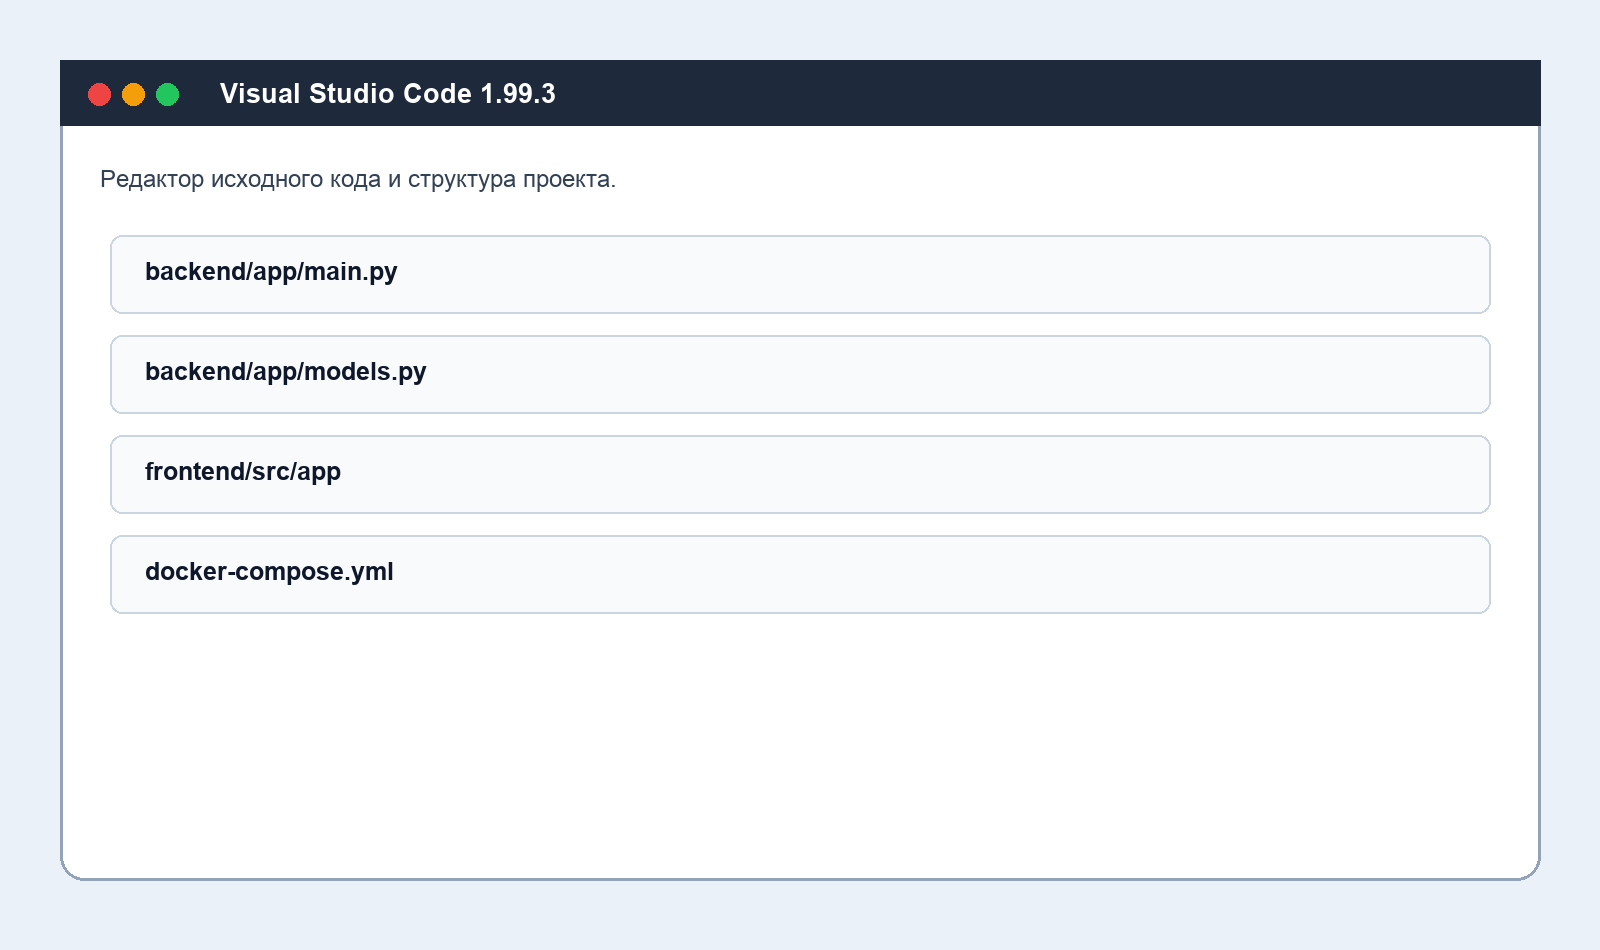 Visual Studio Code 1.99.3
Редактор исходного кода и структура проекта.
backend/app/main.py
backend/app/models.py
frontend/src/app
docker-compose.yml